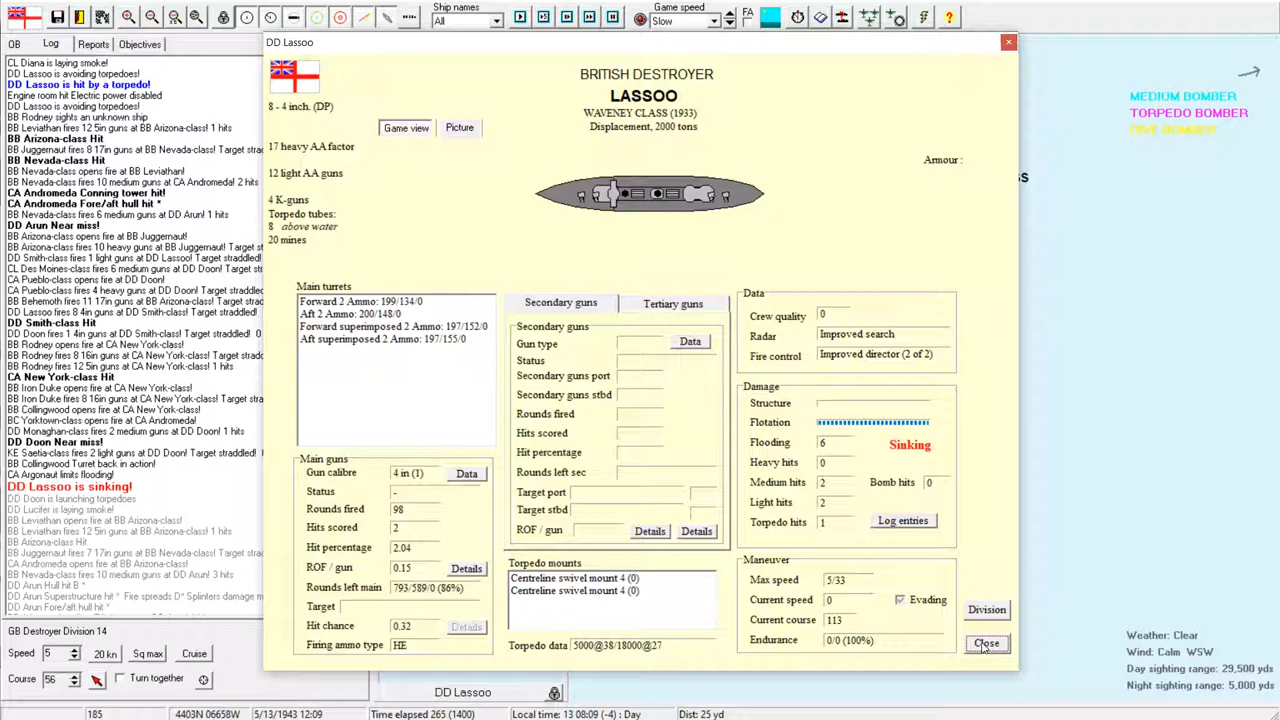 Ship names
All
Game speed
Slow
FA
OB
Log
Reports
Objectives
CL Diana is laying smoke!
DD Lassoo is avoiding torpedoes!
DD Lassoo is hit by a torpedo!
Engine room hit Electric power disabled
DD Lassoo is avoiding torpedoes!
BB Rodney sights an unknown ship
BB Leviathan fires 12 5in guns at BB Arizona-class! 1 hits
BB Arizona-class Hit
BB Juggernaut fires 8 17in guns at BB Nevada-class! Target straddled!
BB Nevada-class Hit
BB Nevada-class opens fire at BB Leviathan!
BB Nevada-class fires 10 medium guns at CA Andromeda! 2 hits
CA Andromeda Conning tower hit!
CA Andromeda Fore/aft hull hit *
BB Nevada-class fires 6 medium guns at DD Arun! 1 hits
DD Arun Near miss!
BB Arizona-class opens fire at BB Juggernaut!
BB Arizona-class fires 10 heavy guns at BB Juggernaut! Target st
DD Smith-class fires 1 light guns at DD Lassoo! Target straddled!
CL Des Moines-class fires 6 medium guns at DD Doon! Target str
CA Pueblo-class opens fire at DD Doon!
CA Pueblo-class fires 4 heavy guns at DD Doon! Target straddled!
BB Behemoth fires 11 17in guns at BB Arizona-class! Target strad
DD Lassoo fires 8 4in guns at DD Smith-class! Target straddled!
DD Smith-class Hit
DD Doon fires 1 4in guns at DD Smith-class! Target straddled! 0
BB Rodney opens fire at CA New York-class!
BB Rodney fires 8 16in guns at CA New York-class! Target straddl
BB Rodney fires 12 5in guns at CA New York-class! 1 hits
CA New York-class Hit
BB Iron Duke opens fire at CA New York-class!
BB Iron Duke fires 8 16in guns at CA New York-class! Target strad
BB Collingwood opens fire at CA New York-class!
BC Yorktown-class opens fire at CA Andromeda!
DD Monaghan-class fires 2 medium guns at DD Doon! 1 hits
DD Doon Near miss!
KE Saetia-class fires 2 light guns at DD Doon! Target straddled! 0
BB Collingwood Turret back in action!
CA Argonaut limits flooding!
DD Lassoo is sinking!
DD Doon is launching torpedoes
DD Lucifer is laying smoke!
BB Leviathan opens fire at BB Arizona-class!
BB Leviathan fires 12 5in guns at BB Arizona-class! 1 hits
BB Arizona-class Hit
BB Juggernaut fires 7 17in guns at BB Nevada-class! Target strad
CA Andromeda opens fire at BB Arizona-class!
BB Nevada-class fires 10 medium guns at CA Andromeda! 3 hits
DD Arun Hull hit B *
DD Arun Superstructure hit * Fire spreads D* Splinters damage m
DD Arun Fore/aft hull hit *
GB Destroyer Division 14
Speed
5
20 kn
Sq max
Cruise
Course
56
Turn together
DD Lassoo
BRITISH DESTROYER
LASSOO
WAVENEY CLASS (1933)
Displacement, 2000 tons
8 - 4 inch. (DP)
Game view
Picture
17 heavy AA factor
12 light AA guns
4 K-guns
Torpedo tubes:
8 above water
20 mines
Armour :
Main turrets
Forward 2 Ammo: 199/134/0
Aft 2 Ammo: 200/148/0
Forward superimposed 2 Ammo: 197/152/0
Aft superimposed 2 Ammo: 197/155/0
Main guns
Gun calibre
4 in (1)
Data
Status
-
Rounds fired
98
Hits scored
2
Hit percentage
2.04
ROF / gun
0.15
Details
Rounds left main
793/589/0 (86%)
Target
Hit chance
0.32
Details
Firing ammo type
HE
Secondary guns
Tertiary guns
Secondary guns
Gun type
Data
Status
Secondary guns port
Secondary guns stbd
Rounds fired
Hits scored
Hit percentage
Rounds left sec
Target port
Target stbd
ROF / gun
Details
Details
Torpedo mounts
Centreline swivel mount 4 (0)
Centreline swivel mount 4 (0)
Torpedo data
5000@38/18000@27
Data
Crew quality
0
Radar
Improved search
Fire control
Improved director (2 of 2)
Damage
Structure
Flotation
Flooding
6
Sinking
Heavy hits
0
Medium hits
2
Bomb hits
0
Light hits
2
Torpedo hits
1
Log entries
Maneuver
Max speed
5/33
Current speed
0
Evading
Current course
113
Endurance
0/0 (100%)
Division
Close
MEDIUM BOMBER
TORPEDO BOMBER
DIVE BOMBER
Weather: Clear
Wind: Calm WSW
Day sighting range: 29,500 yds
Night sighting range: 5,000 yds
DD Lassoo
185
4403N 06658W
5/13/1943 12:09
Time elapsed 265 (1400)
Local time: 13 08:09 (-4) : Day
Dist: 25 yd